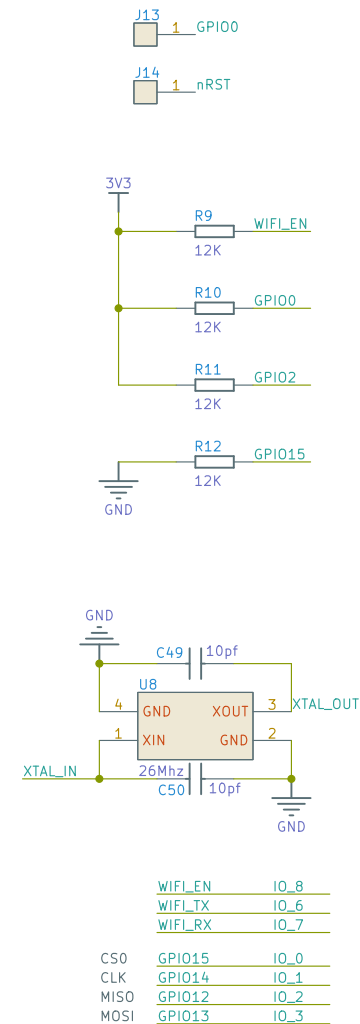 J13
1 GPIO0
J14
1 nRST
3V3
R9
WIFI_EN
12K
R10
GPIO0
12K
R11
GPIO2
12K
R12
GPIO15
12K
GND
GND
C49 10pf
U8
4 GND XOUT 3
XTAL_OUT
1 XIN GND 2
XTAL_IN 26Mhz
C50 10pf
GND
WIFI_EN IO_8
WIFI_TX IO_6
WIFI_RX IO_7
CS0 GPIO15 IO_0
CLK GPIO14 IO_1
MISO GPIO12 IO_2
MOSI GPIO13 IO_3